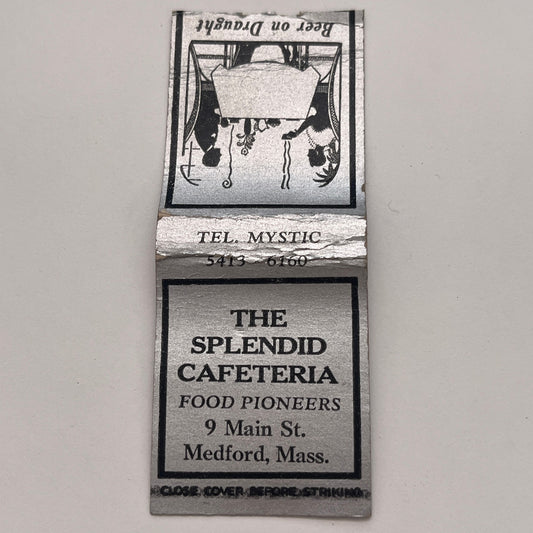 Beer on Draught
TEL. MYSTIC
5413 - 6160
THE
SPLENDID
CAFETERIA
FOOD PIONEERS
9 Main St.
Medford, Mass.
CLOSE COVER BEFORE STRIKING